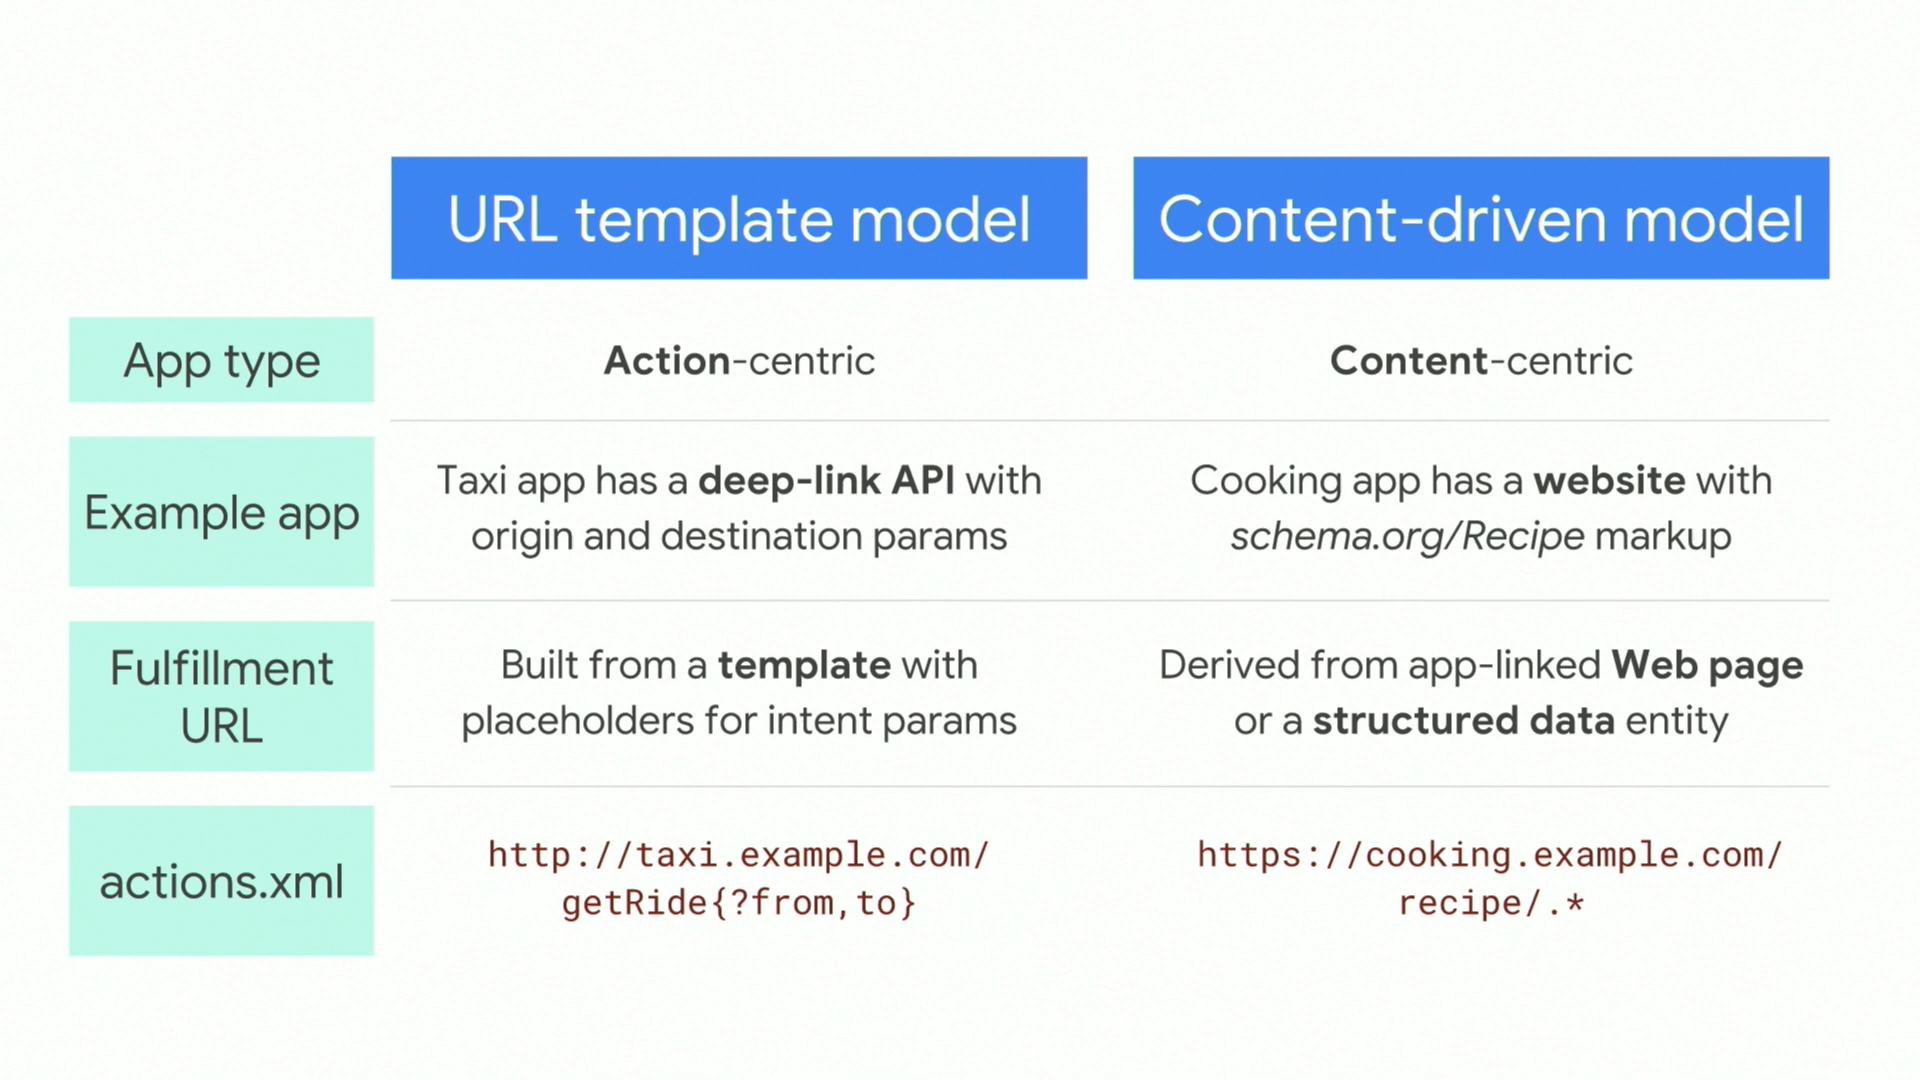 URL template model
Content-driven model
App type
Action-centric
Content-centric
Example app
Taxi app has a deep-link API with
origin and destination params
Cooking app has a website with
schema.org/Recipe markup
Fulfillment
URL
Built from a template with
placeholders for intent params
Derived from app-linked Web page
or a structured data entity
actions.xml
http://taxi.example.com/
getRide{?from,to}
https://cooking.example.com/
recipe/.*